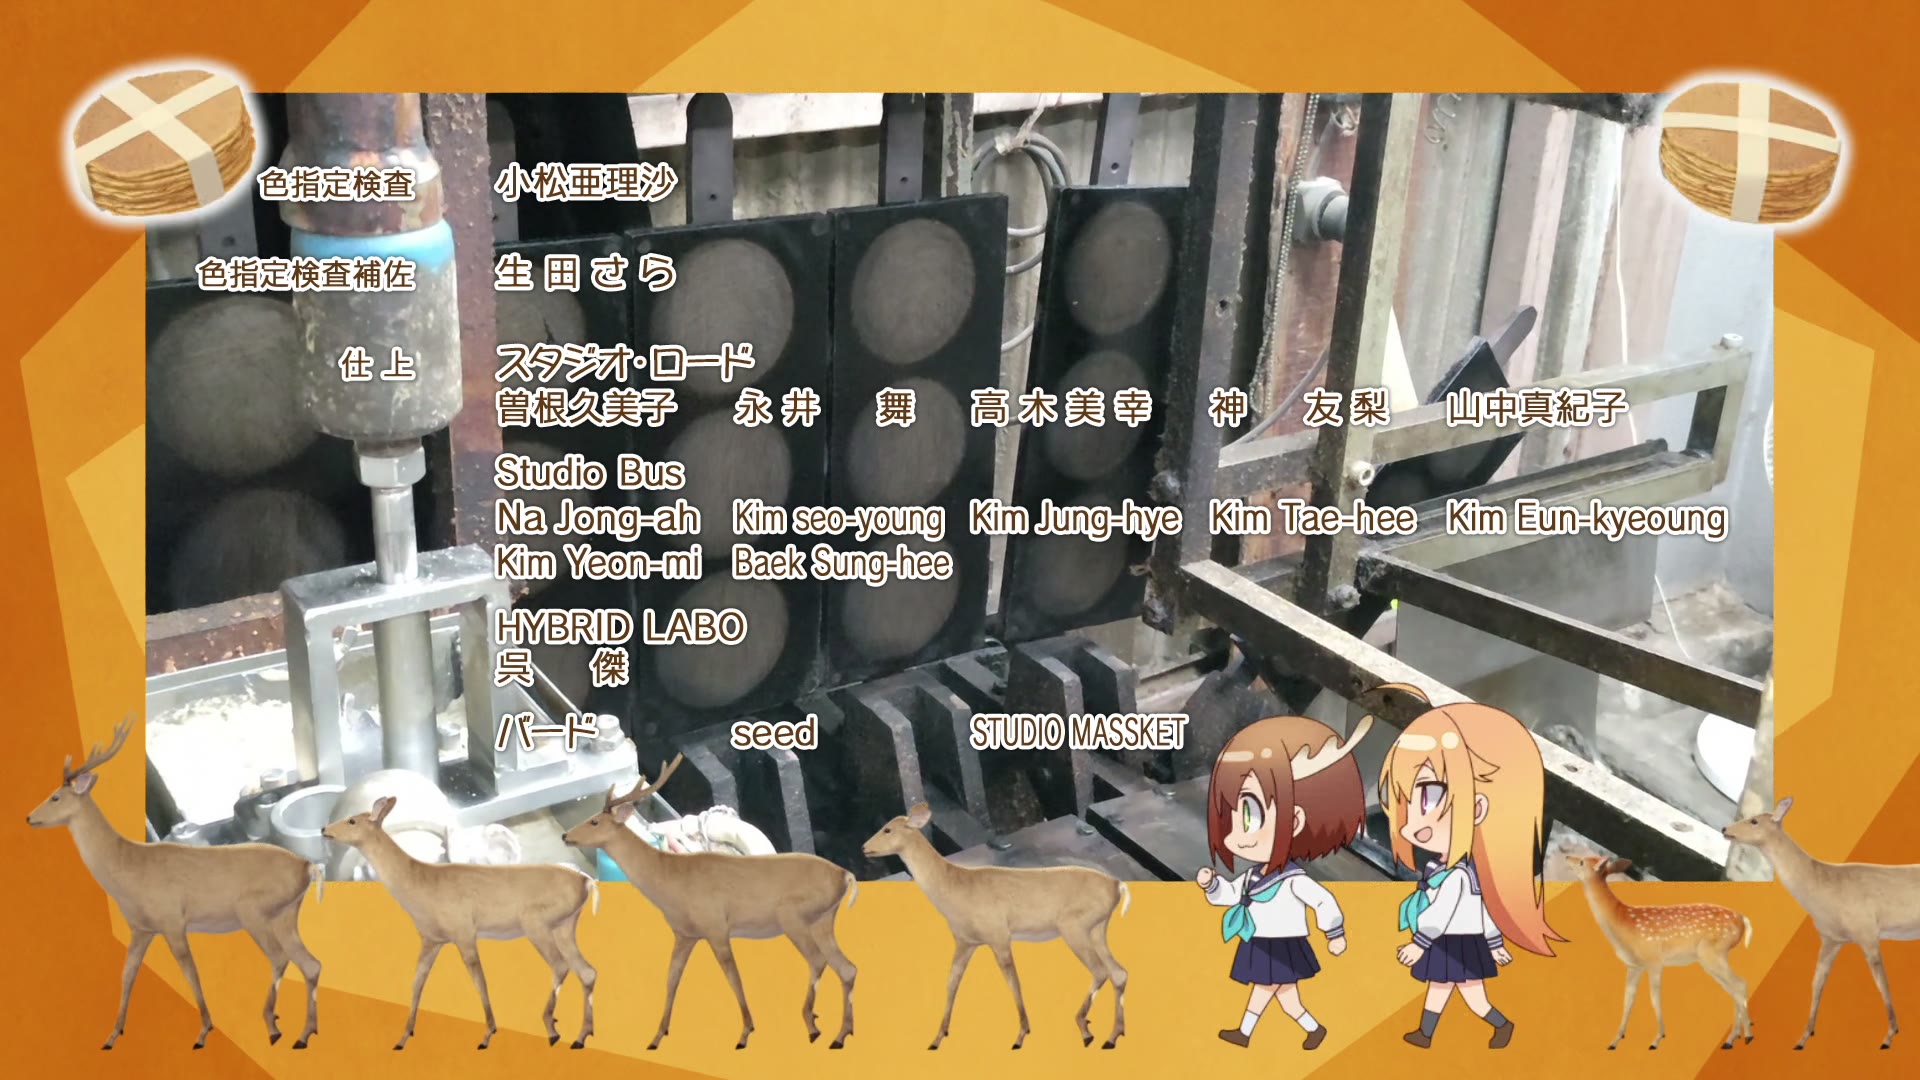 色指定検査 小松亜理沙
色指定検査補佐 生田さら
仕上 スタジオ・ロード
曽根久美子 永井 舞 高木美幸 神 友梨 山中真紀子
Studio Bus
Na Jong-ah Kim seo-young Kim Jung-hye Kim Tae-hee Kim Eun-kyeoung
Kim Yeon-mi Baek Sung-hee
HYBRID LABO
呉 傑
バード seed STUDIO MASSKET